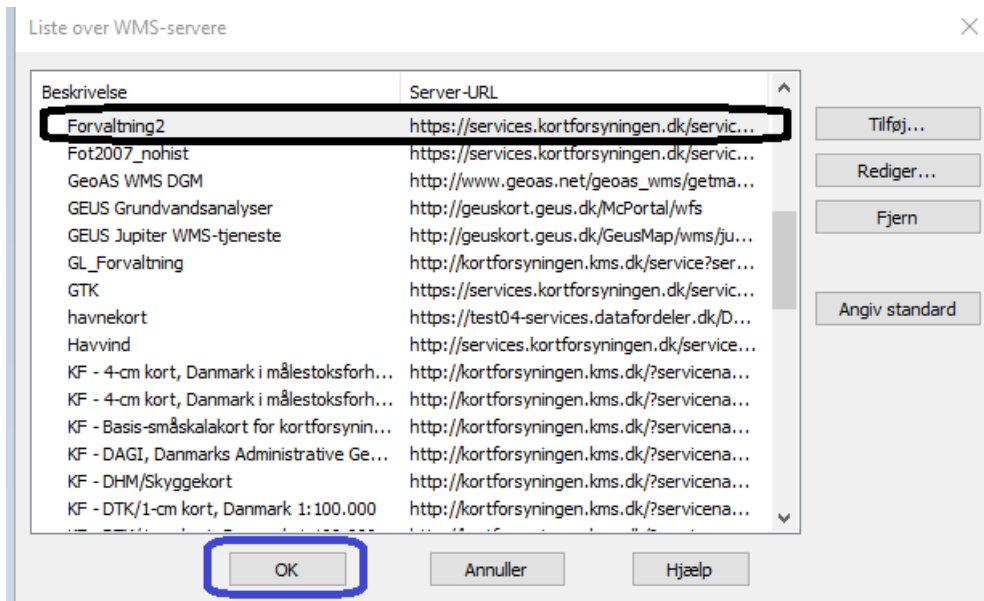 Liste over WMS-servere
Beskrivelse Server-URL
Forvaltning2 https://services.kortforsyningen.dk/servic...
Fot2007_nohist https://services.kortforsyningen.dk/servic...
GeoAS WMS DGM http://www.geoas.net/geoas_wms/getma...
GEUS Grundvandsanalyser http://geuskort.geus.dk/McPortal/wfs
GEUS Jupiter WMS-tjeneste http://geuskort.geus.dk/GeusMap/wms/ju...
GL_Forvaltning http://kortforsyningen.kms.dk/service?ser...
GTK https://services.kortforsyningen.dk/servic...
havnekort https://test04-services.datafordeler.dk/D...
Havvind http://services.kortforsyningen.dk/service...
KF - 4-cm kort, Danmark i målestoksforh... http://kortforsyningen.kms.dk/?servicena...
KF - 4-cm kort, Danmark i målestoksforh... http://kortforsyningen.kms.dk/?servicena...
KF - Basis-småskalakort for kortforsynin... http://kortforsyningen.kms.dk/?servicena...
KF - DAGI, Danmarks Administrative Ge... http://kortforsyningen.kms.dk/?servicena...
KF - DHM/Skyggekort http://kortforsyningen.kms.dk/?servicena...
KF - DTK/1-cm kort, Danmark 1:100.000 http://kortforsyningen.kms.dk/?servicena...
Tilføj...
Rediger...
Fjern
Angiv standard
OK Annuller Hjælp